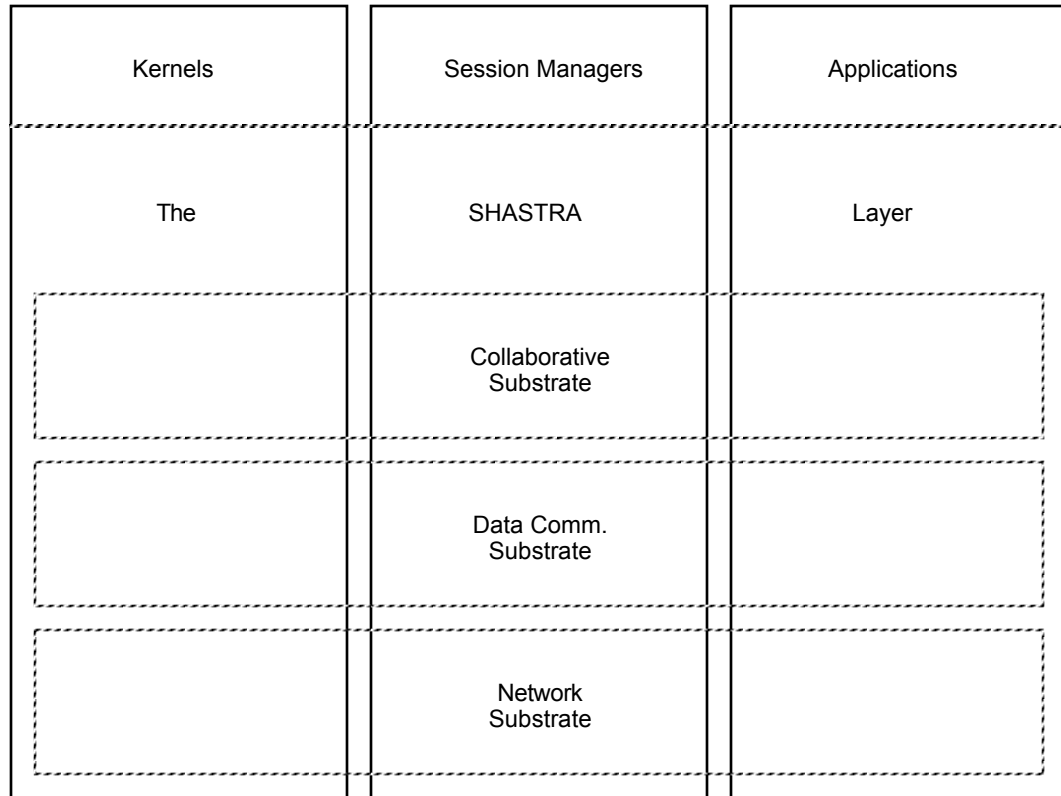 Kernels Session Managers Applications
The SHASTRA Layer
Collaborative
Substrate
Data Comm.
Substrate
Network
Substrate